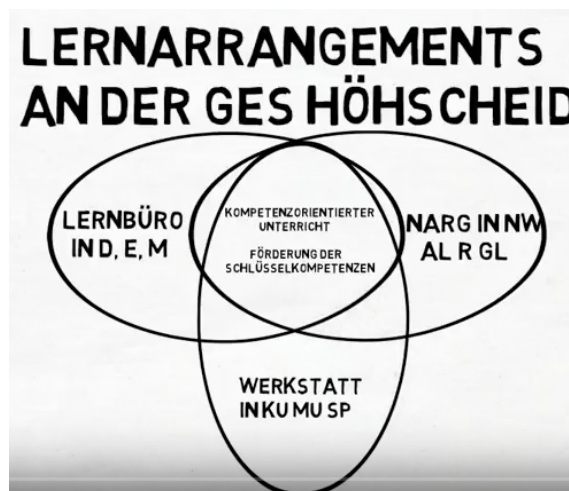 LERNARRANGEMENTS
AN DER GES HÖHSCHEID
LERNBÜRO
IN D, E, M
KOMPETENZORIENTIERTER
UNTERRICHT
FÖRDERUNG DER
SCHLÜSSELKOMPETENZEN
NARG IN NW
AL R GL
WERKSTATT
IN KU MU SP